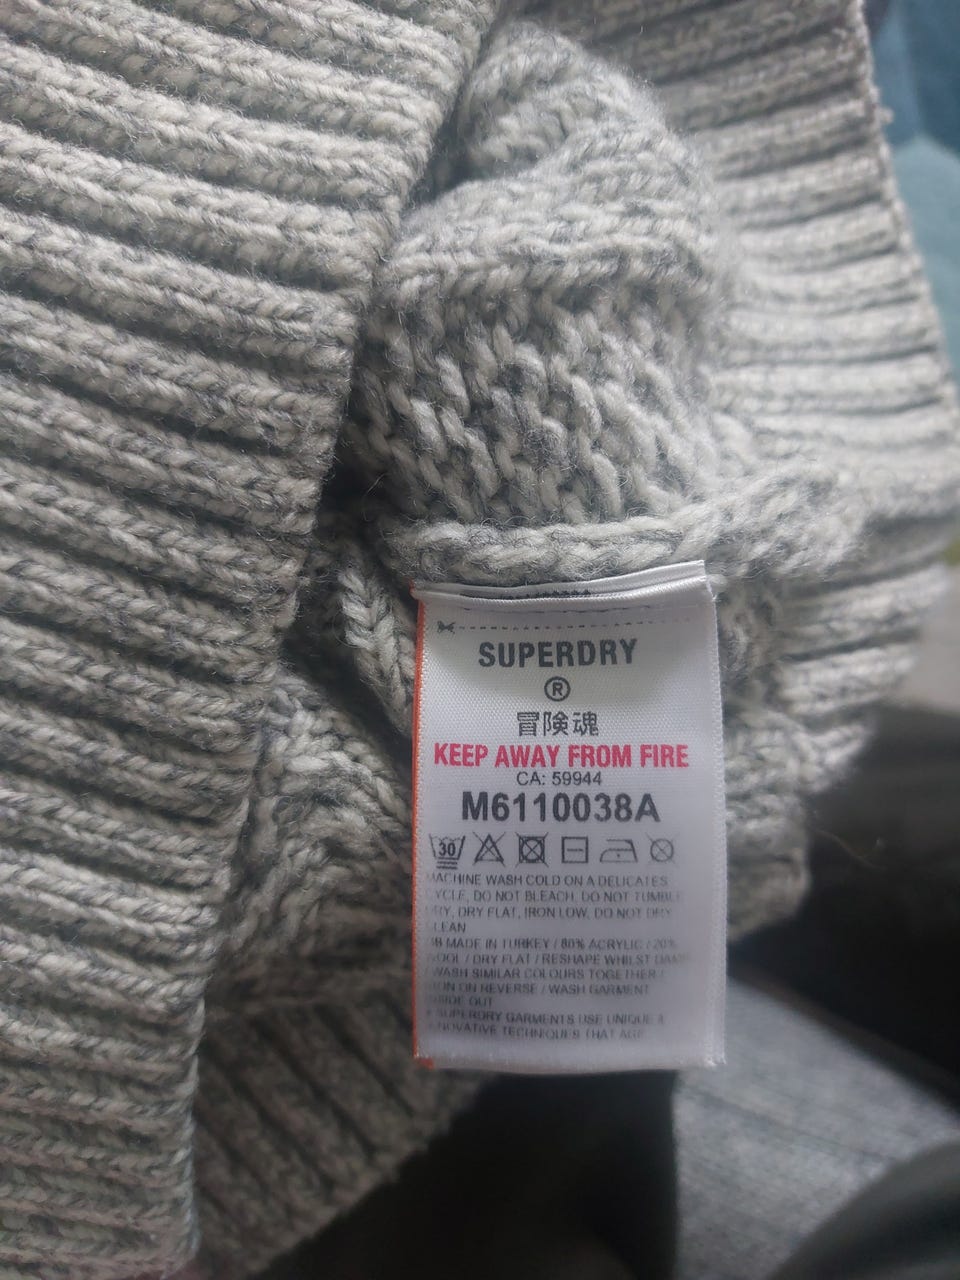 SUPERDRY
®
冒険魂
KEEP AWAY FROM FIRE
CA: 59944
M6110038A
30
MACHINE WASH COLD ON A DELICATES
CYCLE, DO NOT BLEACH, DO NOT TUMBLE
DRY, DRY FLAT, IRON LOW, DO NOT DRY
CLEAN
MADE IN TURKEY / 80% ACRYLIC / 20%
WOOL / DRY FLAT / RESHAPE WHILST
/ WASH SIMILAR COLOURS TOGETHER /
IRON ON REVERSE / WASH GARMENT
INSIDE OUT
SUPERDRY GARMENTS USE UNIQUE &
INNOVATIVE TECHNIQUES THAT AGE